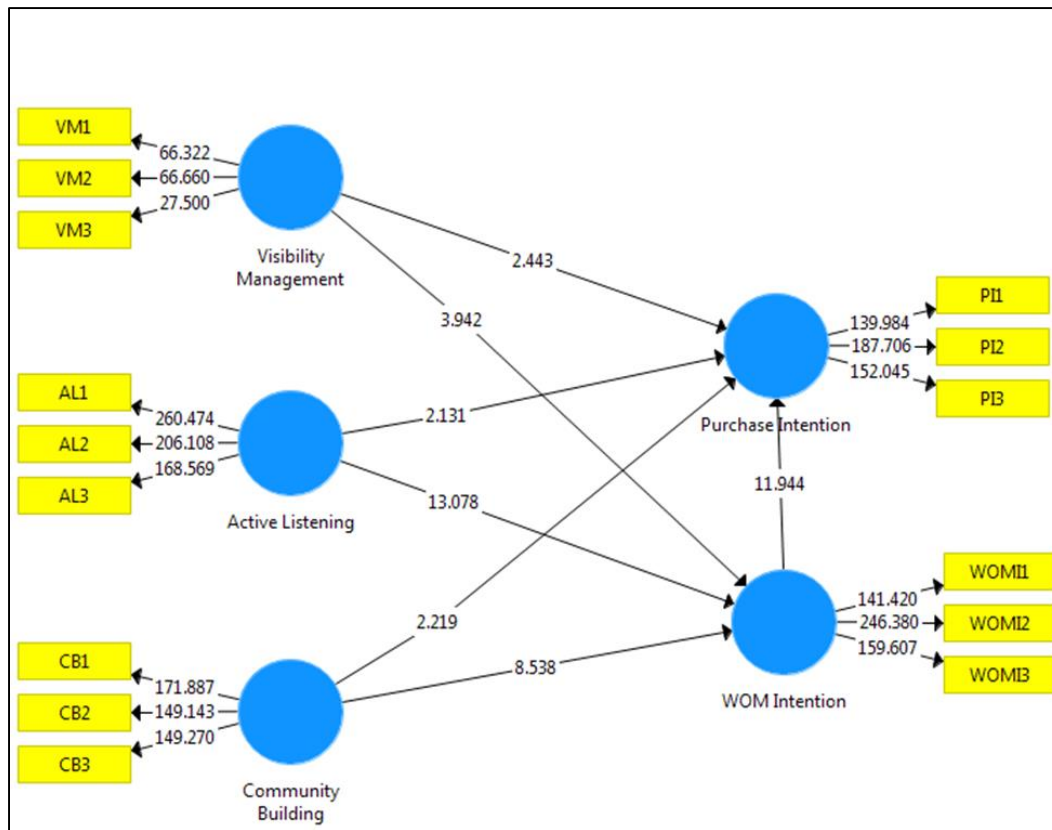 VM1
66.322
VM2
66.660
VM3
27.500
Visibility
Management
2.443
3.942
PI1
139.984
PI2
187.706
PI3
152.045
Purchase Intention
AL1
260.474
AL2
206.108
AL3
168.569
Active Listening
2.131
13.078
11.944
WOMI1
141.420
WOMI2
246.380
WOMI3
159.607
WOM Intention
2.219
8.538
CB1
171.887
CB2
149.143
CB3
149.270
Community
Building